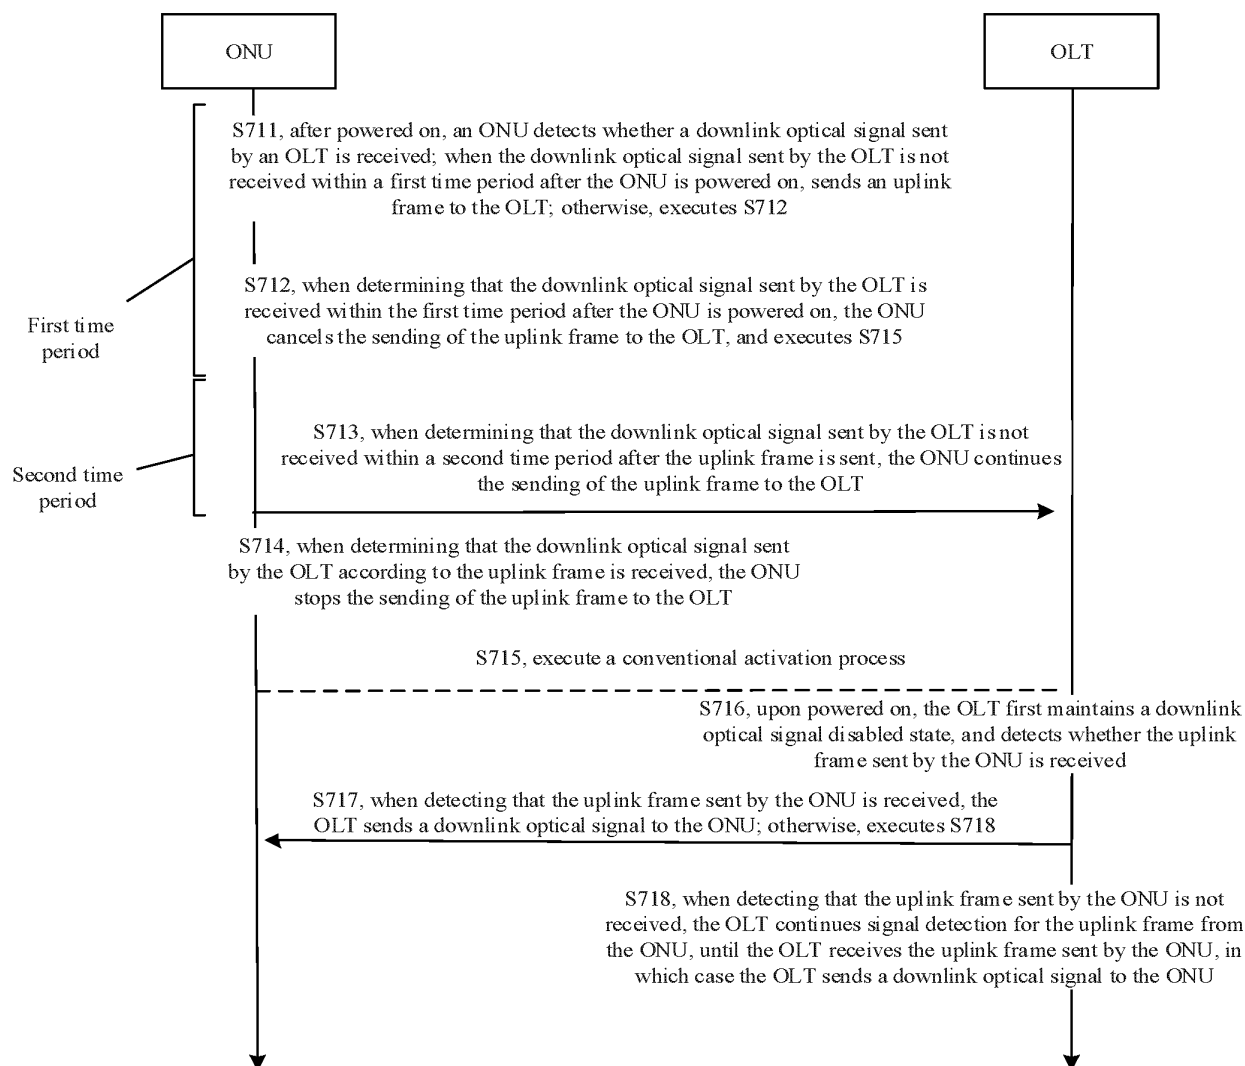 ONU
OLT
S711, after powered on, an ONU detects whether a downlink optical signal sent
by an OLT is received; when the downlink optical signal sent by the OLT is not
received within a first time period after the ONU is powered on, sends an uplink
frame to the OLT; otherwise, executes S712
S712, when determining that the downlink optical signal sent by the OLT is
received within the first time period after the ONU is powered on, the ONU
cancels the sending of the uplink frame to the OLT, and executes S715
First time
period
S713, when determining that the downlink optical signal sent by the OLT is not
received within a second time period after the uplink frame is sent, the ONU continues
the sending of the uplink frame to the OLT
Second time
period
S714, when determining that the downlink optical signal sent
by the OLT according to the uplink frame is received, the ONU
stops the sending of the uplink frame to the OLT
S715, execute a conventional activation process
S716, upon powered on, the OLT first maintains a downlink
optical signal disabled state, and detects whether the uplink
frame sent by the ONU is received
S717, when detecting that the uplink frame sent by the ONU is received, the
OLT sends a downlink optical signal to the ONU; otherwise, executes S718
S718, when detecting that the uplink frame sent by the ONU is not
received, the OLT continues signal detection for the uplink frame from
the ONU, until the OLT receives the uplink frame sent by the ONU, in
which case the OLT sends a downlink optical signal to the ONU